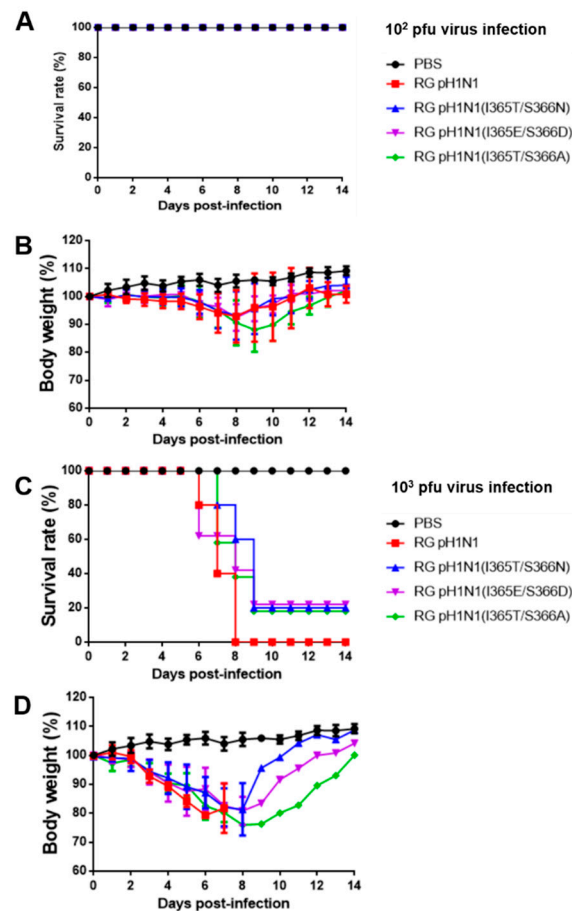 A
10² pfu virus infection
Survival rate (%)
100
80
60
40
20
0
0 2 4 6 8 10 12 14
Days post-infection
PBS
RG pH1N1
RG pH1N1(I365T/S366N)
RG pH1N1(I365E/S366D)
RG pH1N1(I365T/S366A)
B
Body weight (%)
120
110
100
90
80
70
60
0 2 4 6 8 10 12 14
Days post-infection
C
10³ pfu virus infection
Survival rate (%)
100
80
60
40
20
0
0 2 4 6 8 10 12 14
Days post-infection
PBS
RG pH1N1
RG pH1N1(I365T/S366N)
RG pH1N1(I365E/S366D)
RG pH1N1(I365T/S366A)
D
Body weight (%)
120
110
100
90
80
70
60
0 2 4 6 8 10 12 14
Days post-infection